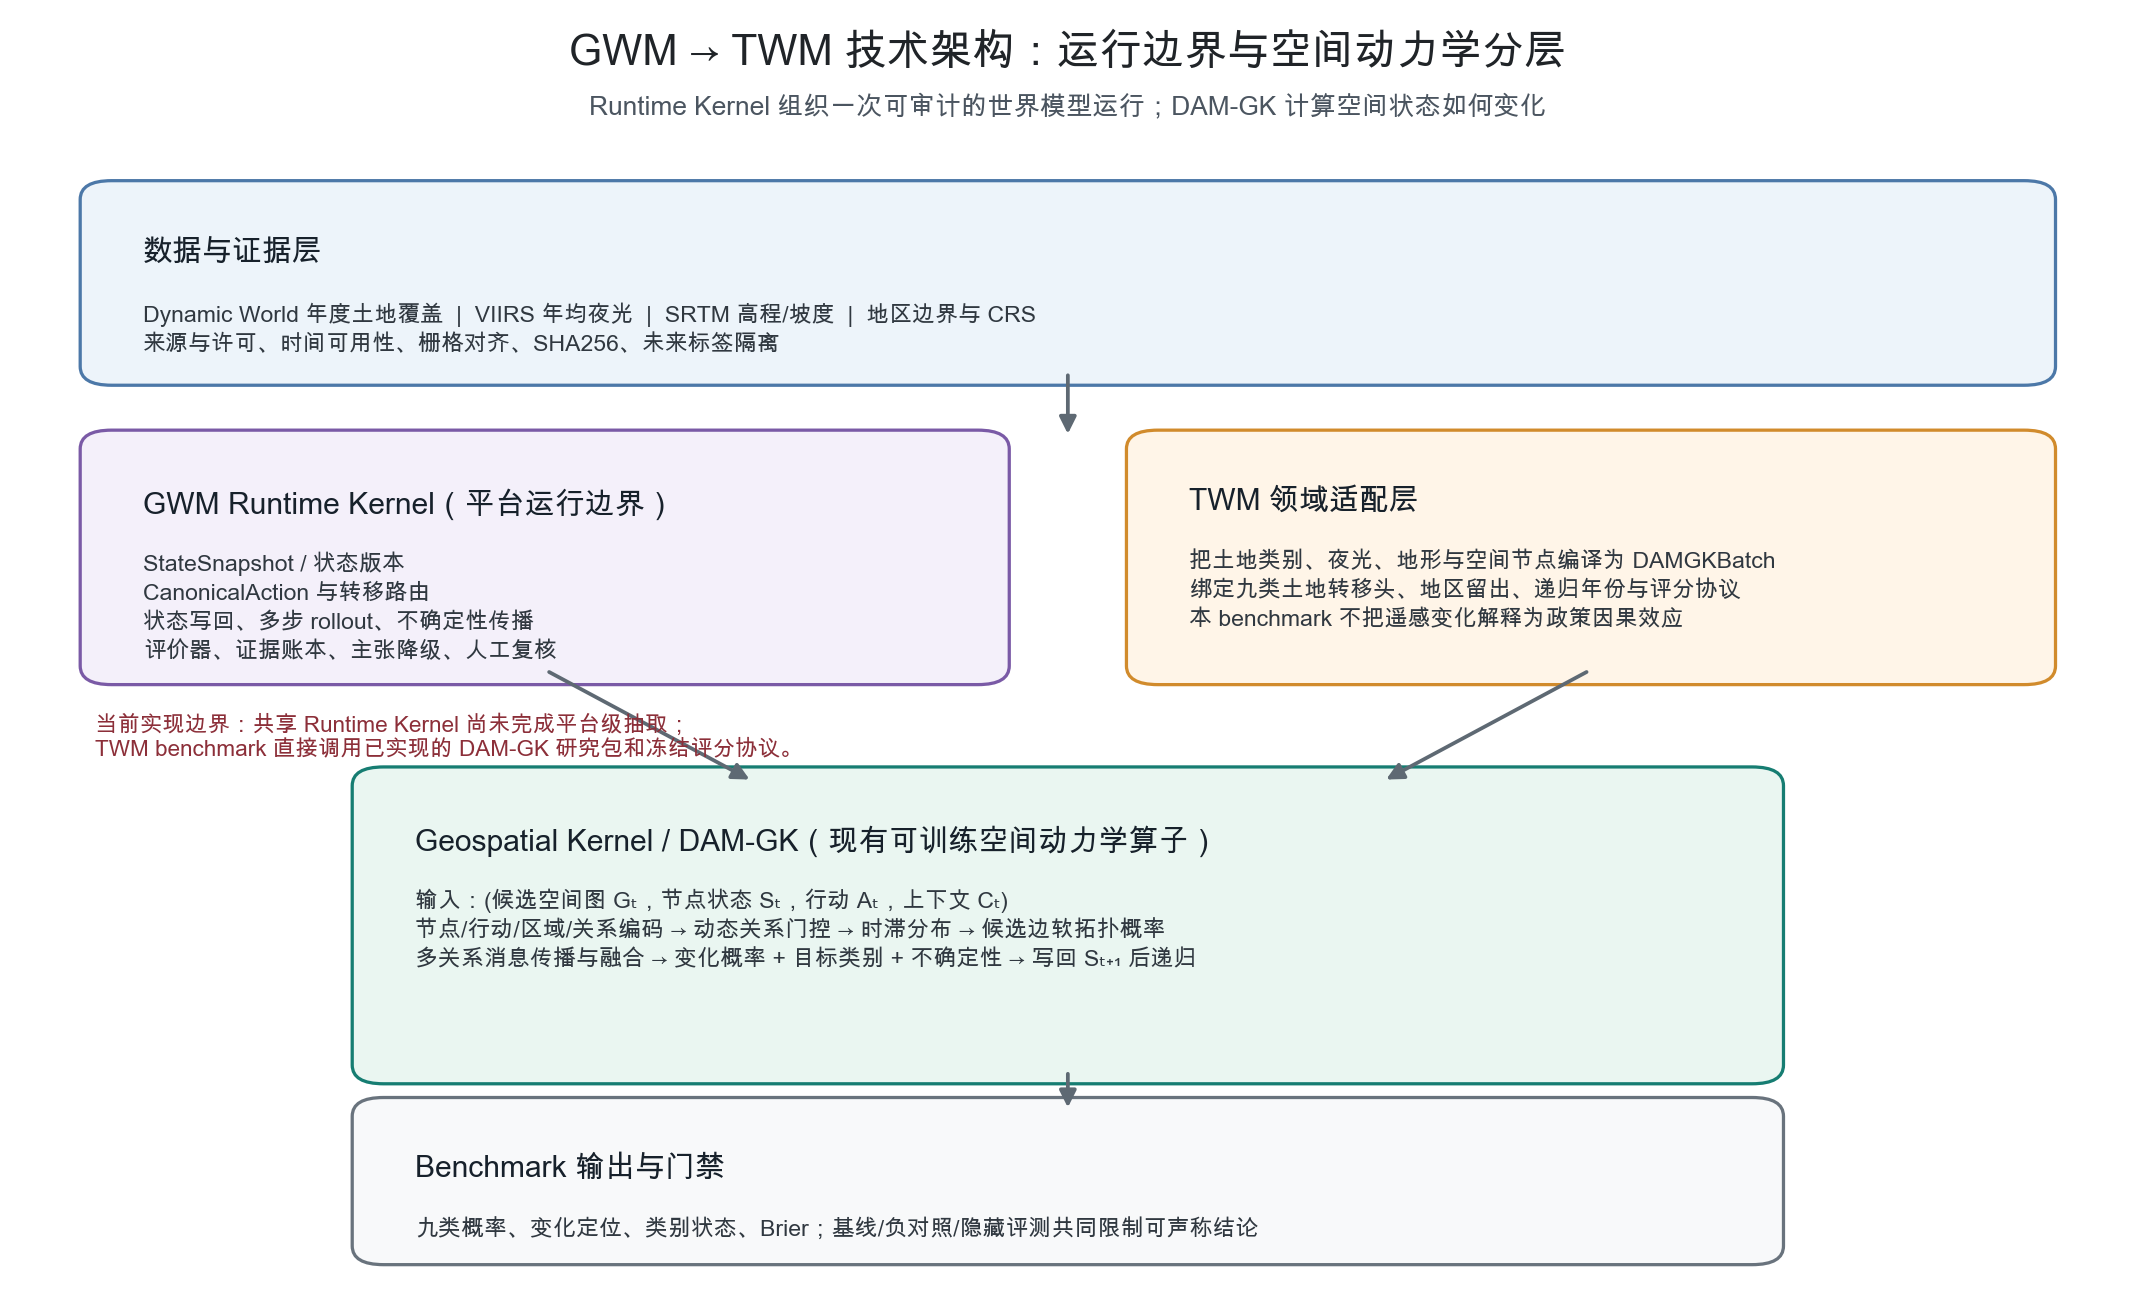 GWM → TWM 技术架构：运行边界与空间动力学分层
Runtime Kernel 组织一次可审计的世界模型运行；DAM-GK 计算空间状态如何变化
数据与证据层
Dynamic World 年度土地覆盖 | VIIRS 年均夜光 | SRTM 高程/坡度 | 地区边界与 CRS
来源与许可、时间可用性、栅格对齐、SHA256、未来标签隔离
GWM Runtime Kernel（平台运行边界）
StateSnapshot / 状态版本
CanonicalAction 与转移路由
状态写回、多步 rollout、不确定性传播
评价器、证据账本、主张降级、人工复核
TWM 领域适配层
把土地类别、夜光、地形与空间节点编译为 DAMGKBatch
绑定九类土地转移头、地区留出、递归年份与评分协议
本 benchmark 不把遥感变化解释为政策因果效应
当前实现边界：共享 Runtime Kernel 尚未完成平台级抽取；
TWM benchmark 直接调用已实现的 DAM-GK 研究包和冻结评分协议。
Geospatial Kernel / DAM-GK（现有可训练空间动力学算子）
输入：(候选空间图 Gₜ，节点状态 Sₜ，行动 Aₜ，上下文 Cₜ)
节点/行动/区域/关系编码 → 动态关系门控 → 时滞分布 → 候选边软拓扑概率
多关系消息传播与融合 → 变化概率 + 目标类别 + 不确定性 → 写回 Sₜ₊₁ 后递归
Benchmark 输出与门禁
九类概率、变化定位、类别状态、Brier；基线/负对照/隐藏评测共同限制可声称结论